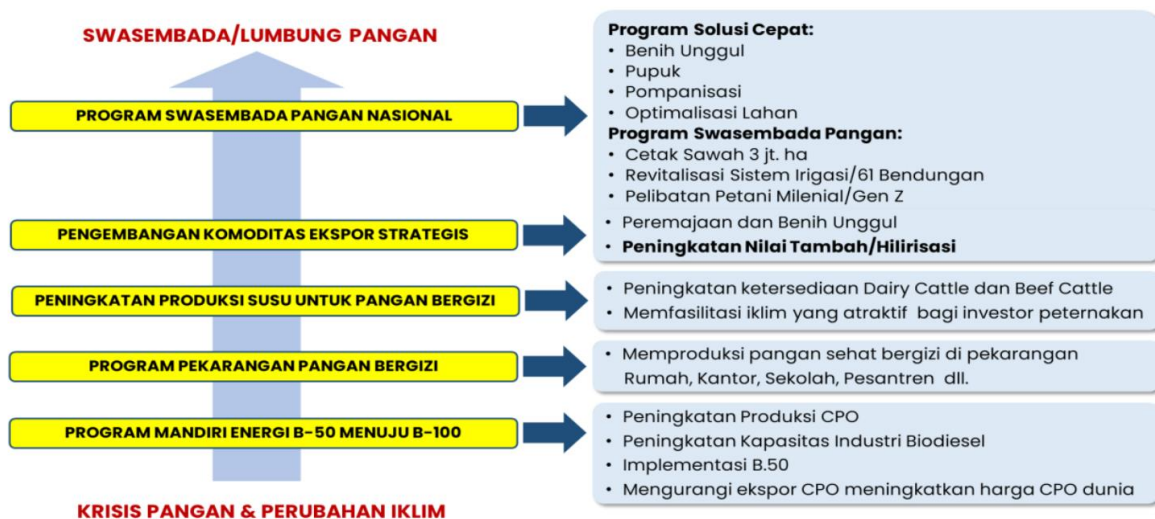 SWASEMBADA/LUMBUNG PANGAN
PROGRAM SWASEMBADA PANGAN NASIONAL
Program Solusi Cepat:
• Benih Unggul
• Pupuk
• Pompanisasi
• Optimalisasi Lahan
Program Swasembada Pangan:
• Cetak Sawah 3 jt. ha
• Revitalisasi Sistem Irigasi/61 Bendungan
• Pelibatan Petani Milenial/Gen Z
PENGEMBANGAN KOMODITAS EKSPOR STRATEGIS
• Peremajaan dan Benih Unggul
• Peningkatan Nilai Tambah/Hilirisasi
PENINGKATAN PRODUKSI SUSU UNTUK PANGAN BERGIZI
• Peningkatan ketersediaan Dairy Cattle dan Beef Cattle
• Memfasilitasi iklim yang atraktif bagi investor peternakan
PROGRAM PEKARANGAN PANGAN BERGIZI
• Memproduksi pangan sehat bergizi di pekarangan
Rumah, Kantor, Sekolah, Pesantren dll.
PROGRAM MANDIRI ENERGI B-50 MENUJU B-100
• Peningkatan Produksi CPO
• Peningkatan Kapasitas Industri Biodiesel
• Implementasi B.50
• Mengurangi ekspor CPO meningkatkan harga CPO dunia
KRISIS PANGAN & PERUBAHAN IKLIM